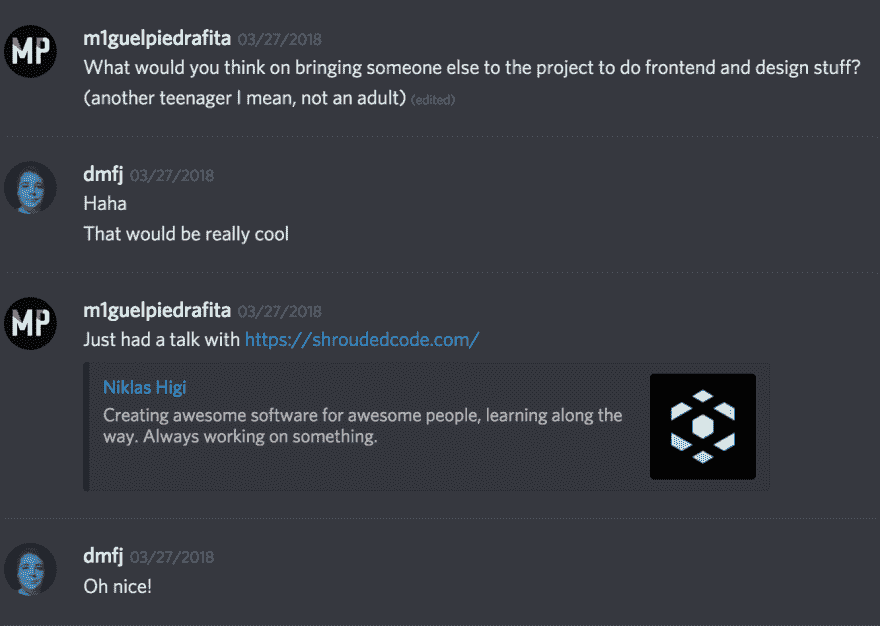 MP
m1guelpiedrafita 03/27/2018
What would you think on bringing someone else to the project to do frontend and design stuff?
(another teenager I mean, not an adult) (edited)
dmfj 03/27/2018
Haha
That would be really cool
MP
m1guelpiedrafita 03/27/2018
Just had a talk with https://shroudedcode.com/
Niklas Higi
Creating awesome software for awesome people, learning along the
way. Always working on something.
dmfj 03/27/2018
Oh nice!